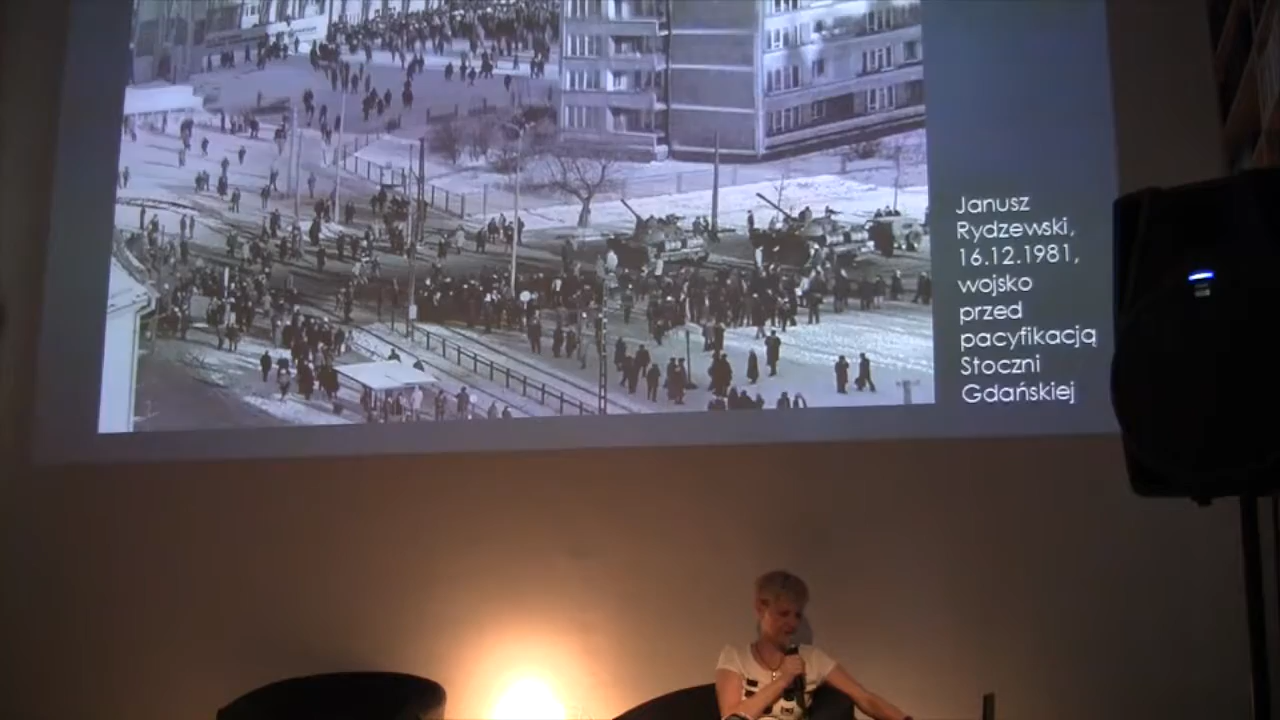 Janusz
Rydzewski,
16.12.1981,
wojsko
przed
pacyfikacją
Stoczni
Gdańskiej